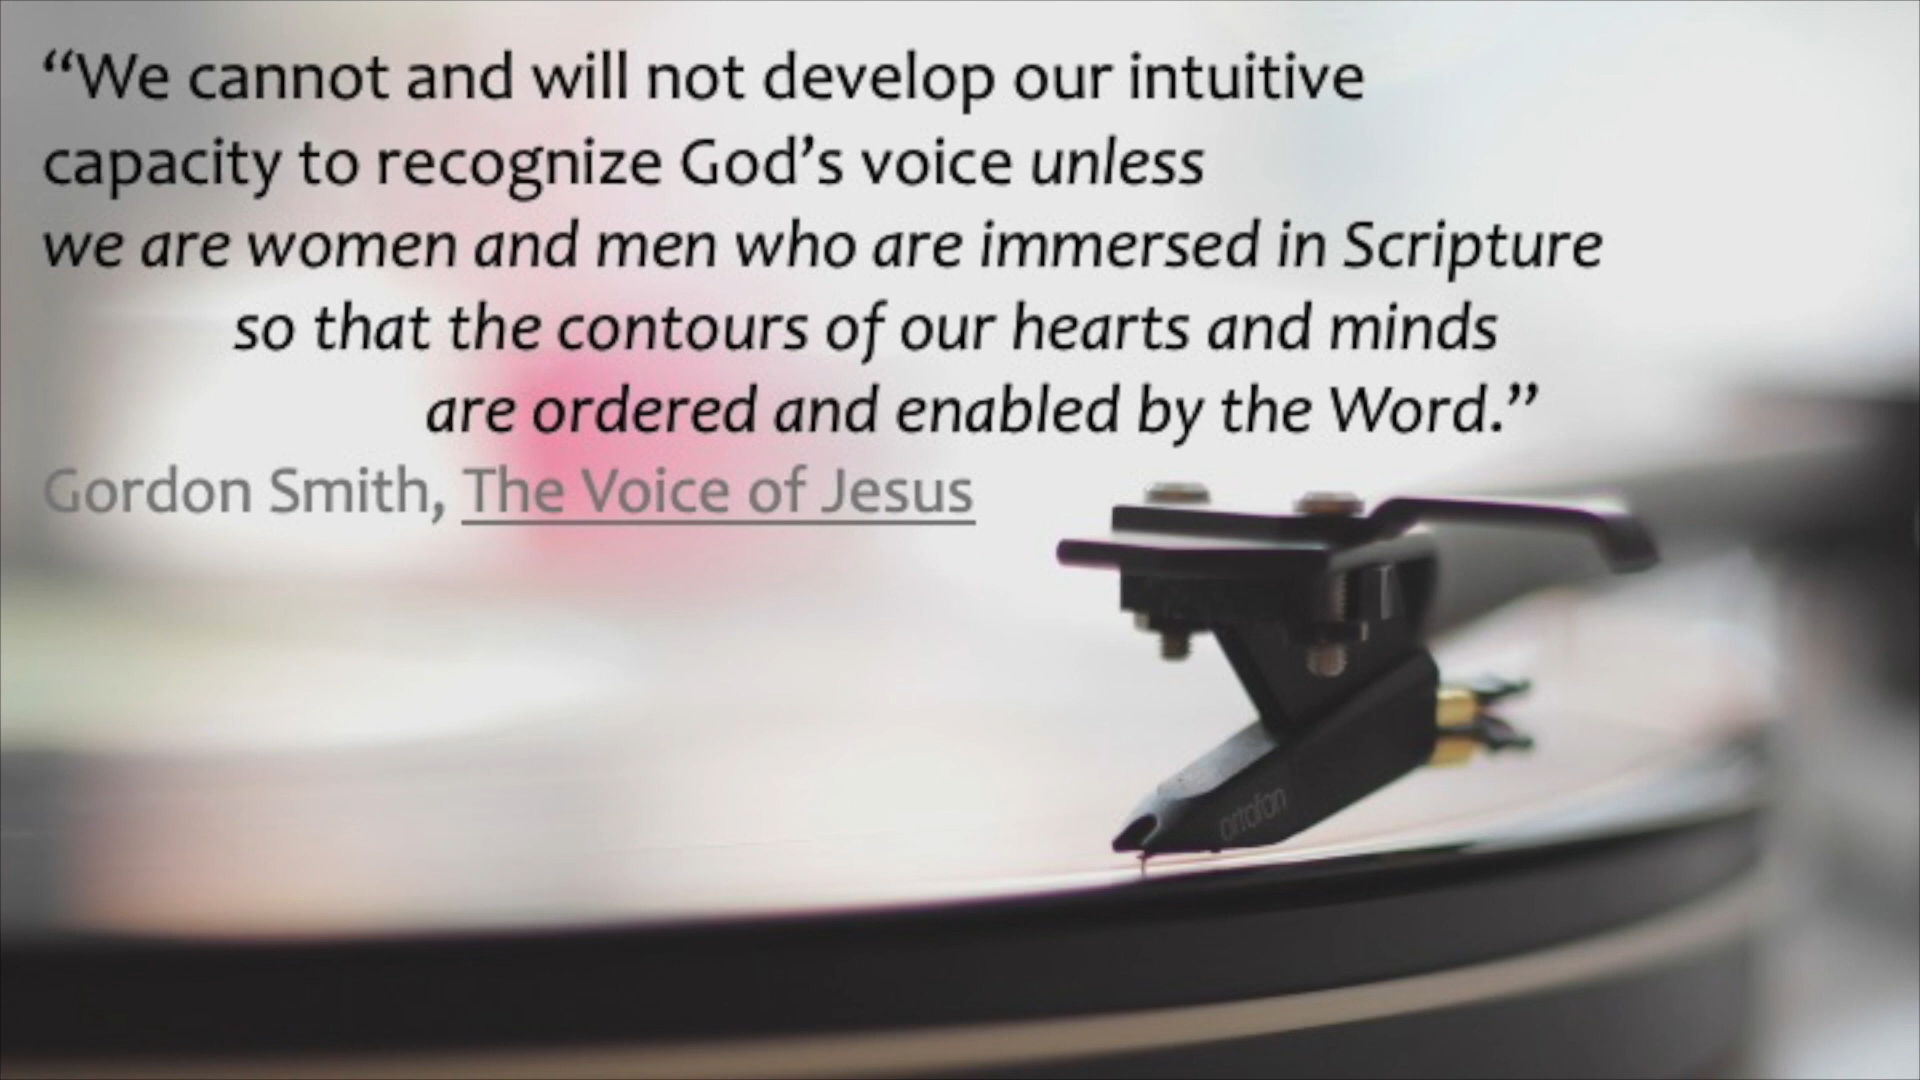 “We cannot and will not develop our intuitive
capacity to recognize God’s voice unless
we are women and men who are immersed in Scripture
so that the contours of our hearts and minds
are ordered and enabled by the Word.”
Gordon Smith, The Voice of Jesus
ortofon